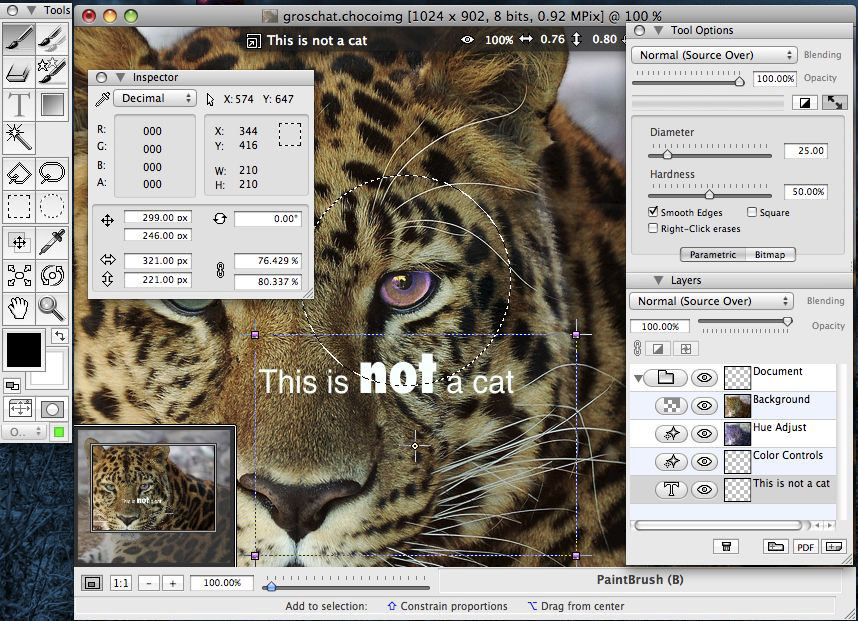 Tools
groschat.chocoimg [1024 x 902, 8 bits, 0.92 MPix] @ 100 %
This is not a cat
100% 0.76 0.80
Inspector
Decimal
X: 574 Y: 647
R: 000
G: 000
B: 000
A: 000
X: 344
Y: 416
W: 210
H: 210
299.00 px
0.00°
246.00 px
321.00 px
76.429 %
221.00 px
80.337 %
T
O..
This is not a cat
This is not a cat
Tool Options
Normal (Source Over)
Blending
100.00%
Opacity
Diameter
25.00
Hardness
50.00%
Smooth Edges
Square
Right-Click erases
Parametric
Bitmap
Layers
Normal (Source Over)
Blending
100.00%
Opacity
Document
Background
Hue Adjust
Color Controls
T This is not a cat
PDF
1:1
-
+
100.00%
PaintBrush (B)
Add to selection: Constrain proportions Drag from center